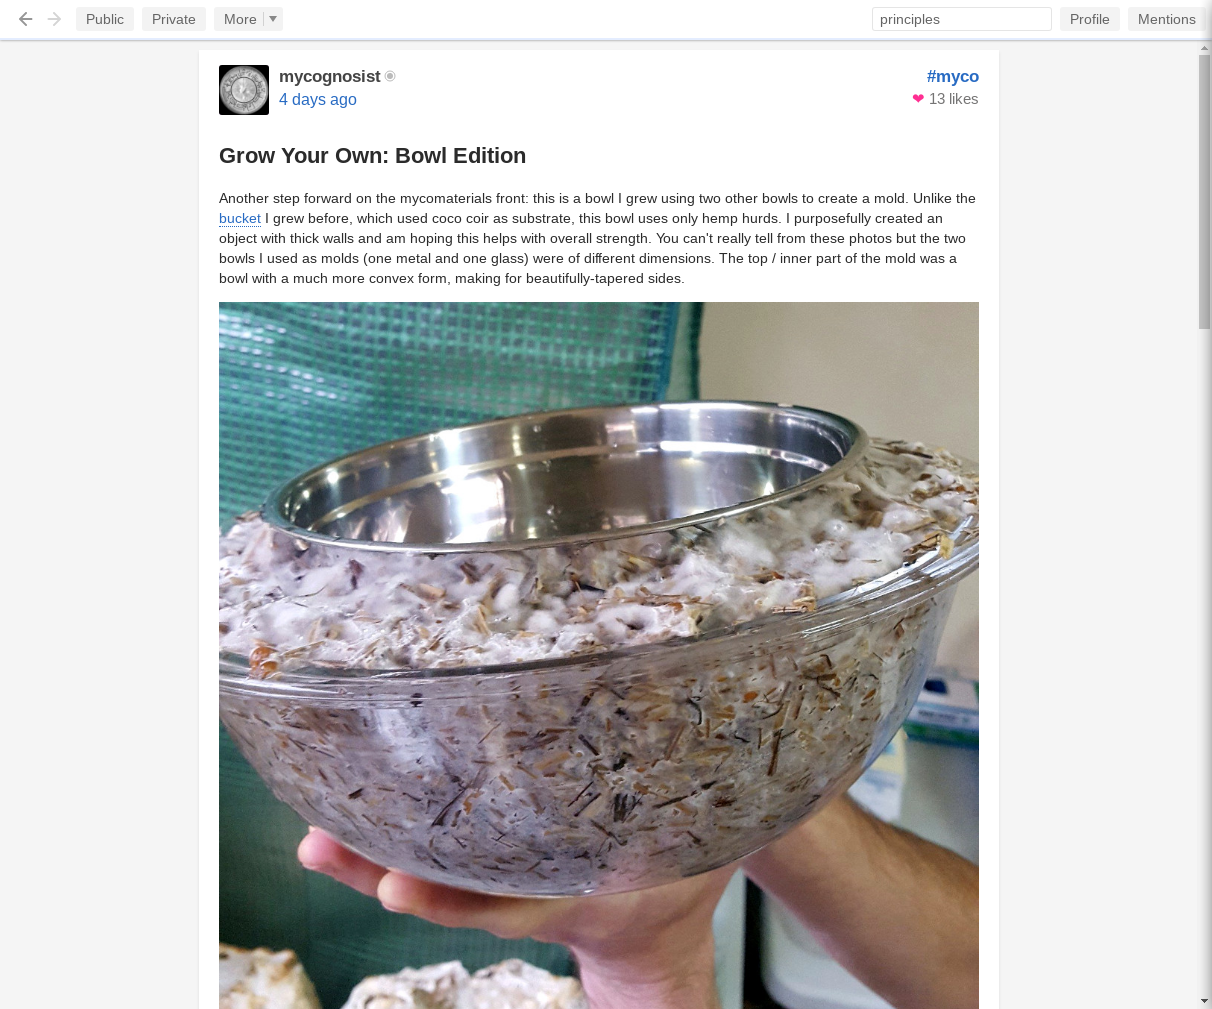 Public Private More principles Profile Mentions
mycognosist #myco
4 days ago ❤ 13 likes
Grow Your Own: Bowl Edition
Another step forward on the mycomaterials front: this is a bowl I grew using two other bowls to create a mold. Unlike the
bucket I grew before, which used coco coir as substrate, this bowl uses only hemp hurds. I purposefully created an
object with thick walls and am hoping this helps with overall strength. You can't really tell from these photos but the two
bowls I used as molds (one metal and one glass) were of different dimensions. The top / inner part of the mold was a
bowl with a much more convex form, making for beautifully-tapered sides.